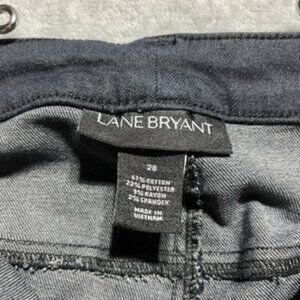 LANE BRYANT
28
67% COTTON
22% POLYESTER
9% RAYON
2% SPANDEX
MADE IN
VIETNAM